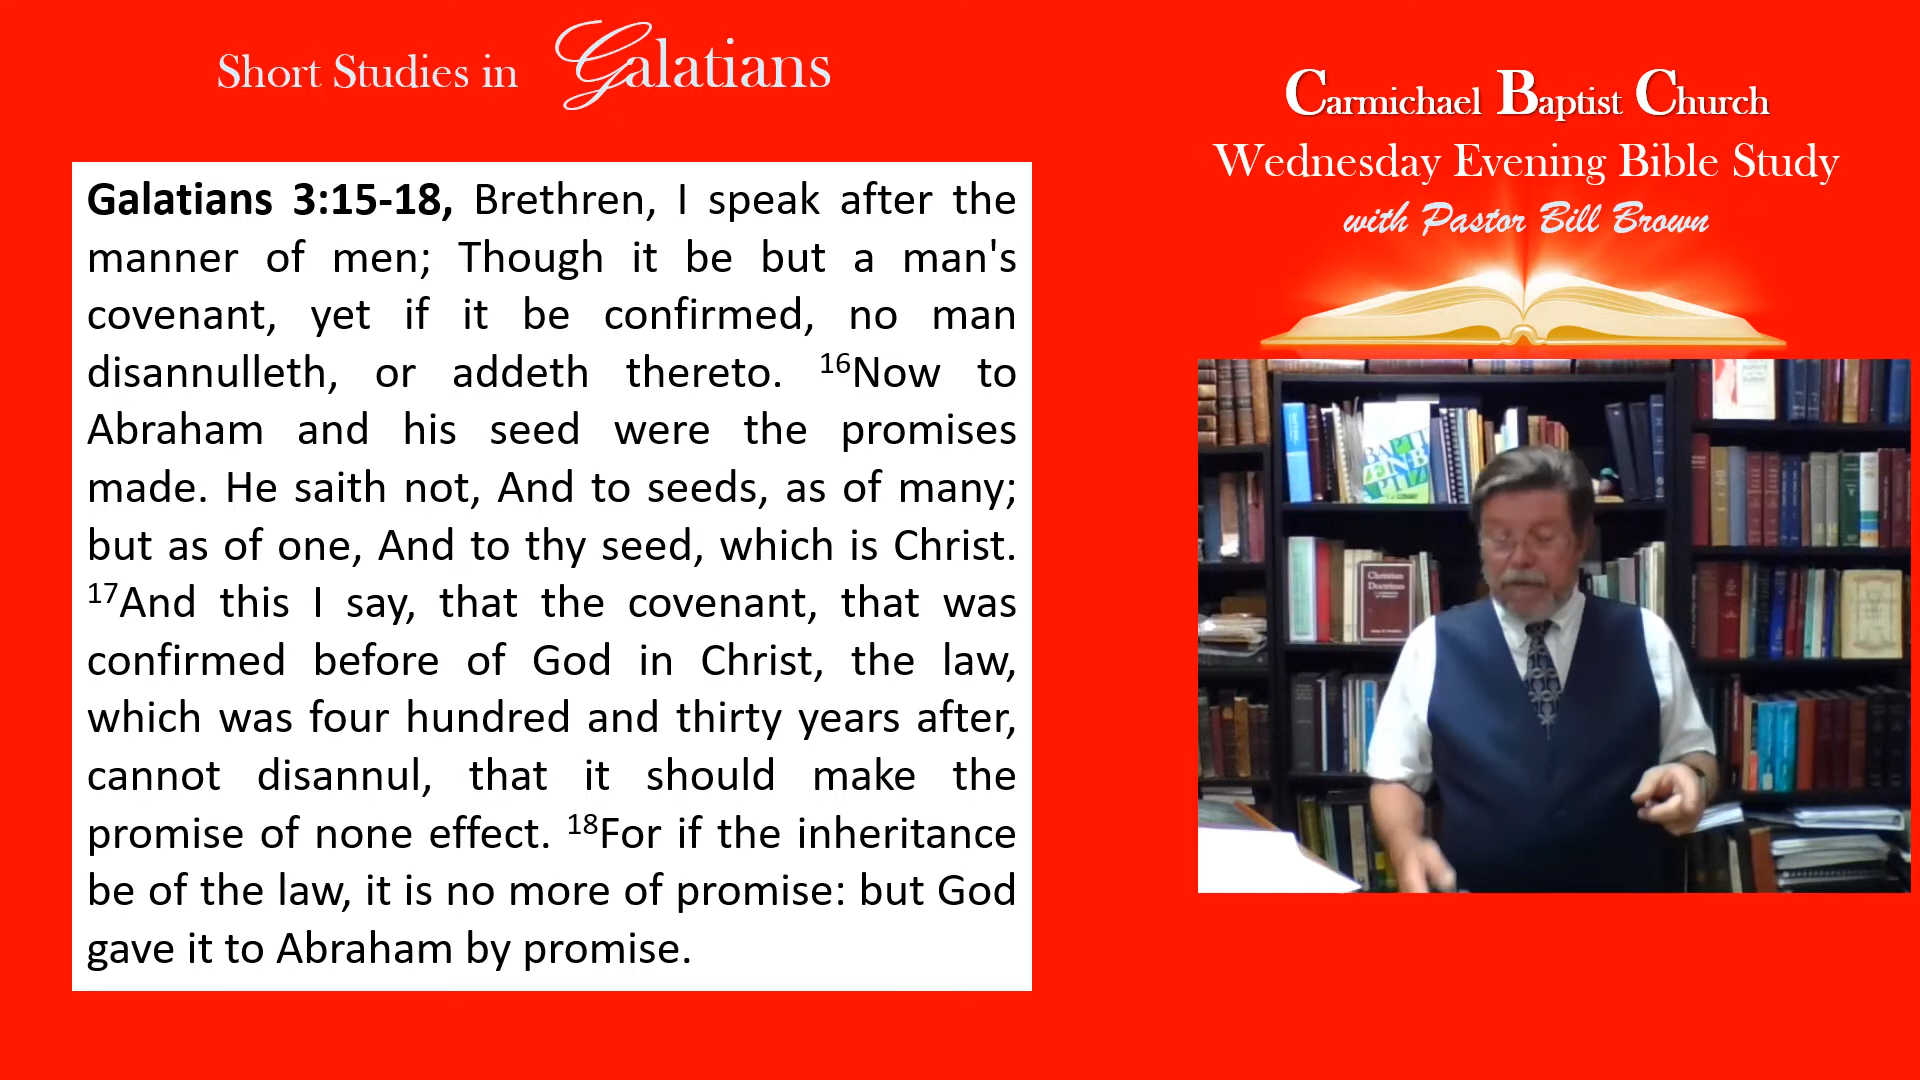 Short Studies in Galatians
Carmichael Baptist Church
Wednesday Evening Bible Study
with Pastor Bill Brown
Galatians 3:15-18, Brethren, I speak after the
manner of men; Though it be but a man's
covenant, yet if it be confirmed, no man
disannulleth, or addeth thereto. 16Now to
Abraham and his seed were the promises
made. He saith not, And to seeds, as of many;
but as of one, And to thy seed, which is Christ.
17And this I say, that the covenant, that was
confirmed before of God in Christ, the law,
which was four hundred and thirty years after,
cannot disannul, that it should make the
promise of none effect. 18For if the inheritance
be of the law, it is no more of promise: but God
gave it to Abraham by promise.
Christian
Doctrines